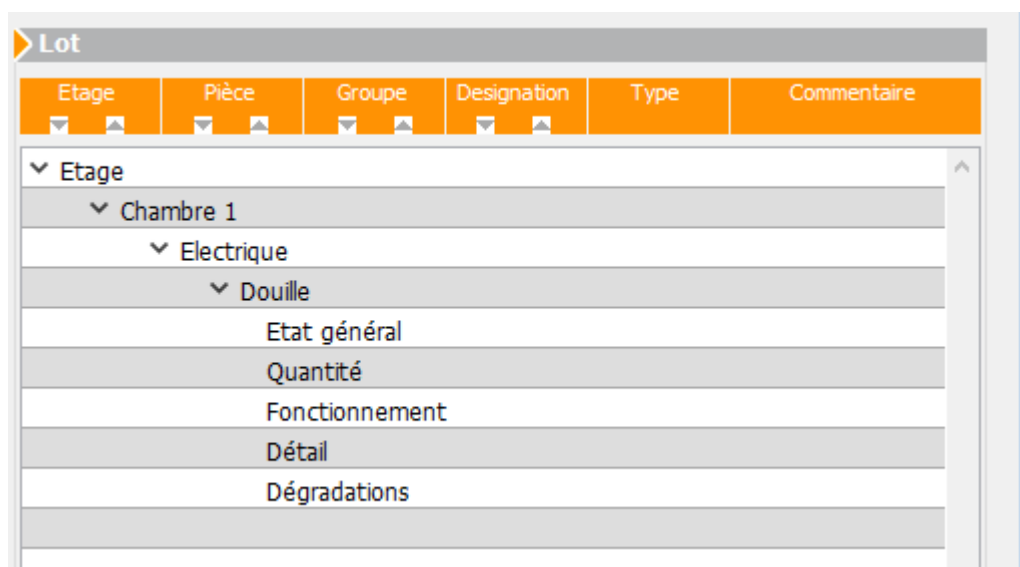 Lot
Etage Pièce Groupe Designation Type Commentaire
Etage
Chambre 1
Electrique
Douille
Etat général
Quantité
Fonctionnement
Détail
Dégradations